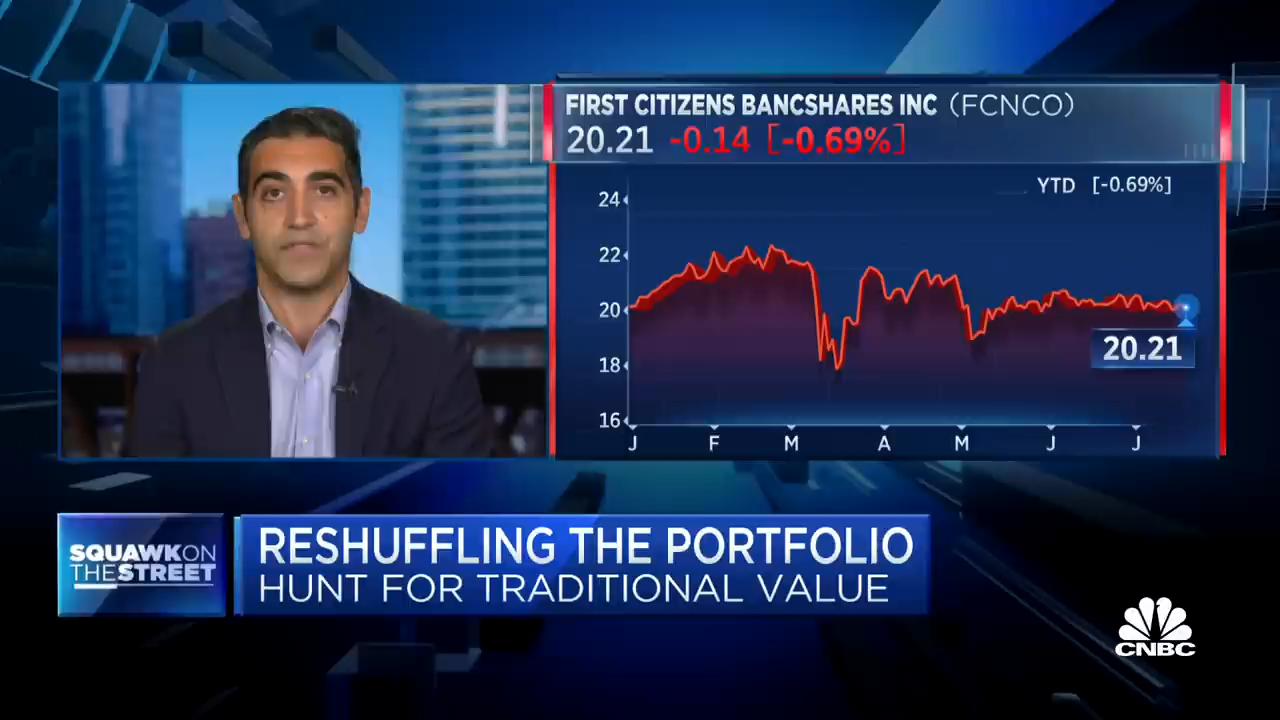 FIRST CITIZENS BANCSHARES INC (FCNCO)
20.21 -0.14 [-0.69%]
YTD [-0.69%]
24
22
20
18
16
20.21
J F M A M J J
SQUAWK ON
THE STREET
RESHUFFLING THE PORTFOLIO
HUNT FOR TRADITIONAL VALUE
CNBC